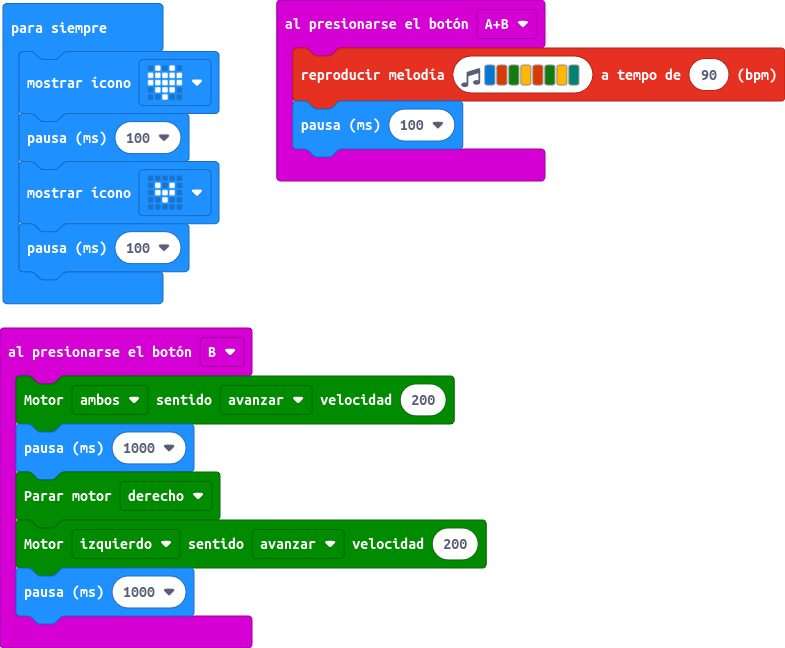 para siempre
mostrar ícono
pausa (ms) 100
mostrar ícono
pausa (ms) 100
al presionarse el botón A+B
reproducir melodía a tempo de 90 (bpm)
pausa (ms) 100
al presionarse el botón B
Motor ambos sentido avanzar velocidad 200
pausa (ms) 1000
Parar motor derecho
Motor izquierdo sentido avanzar velocidad 200
pausa (ms) 1000